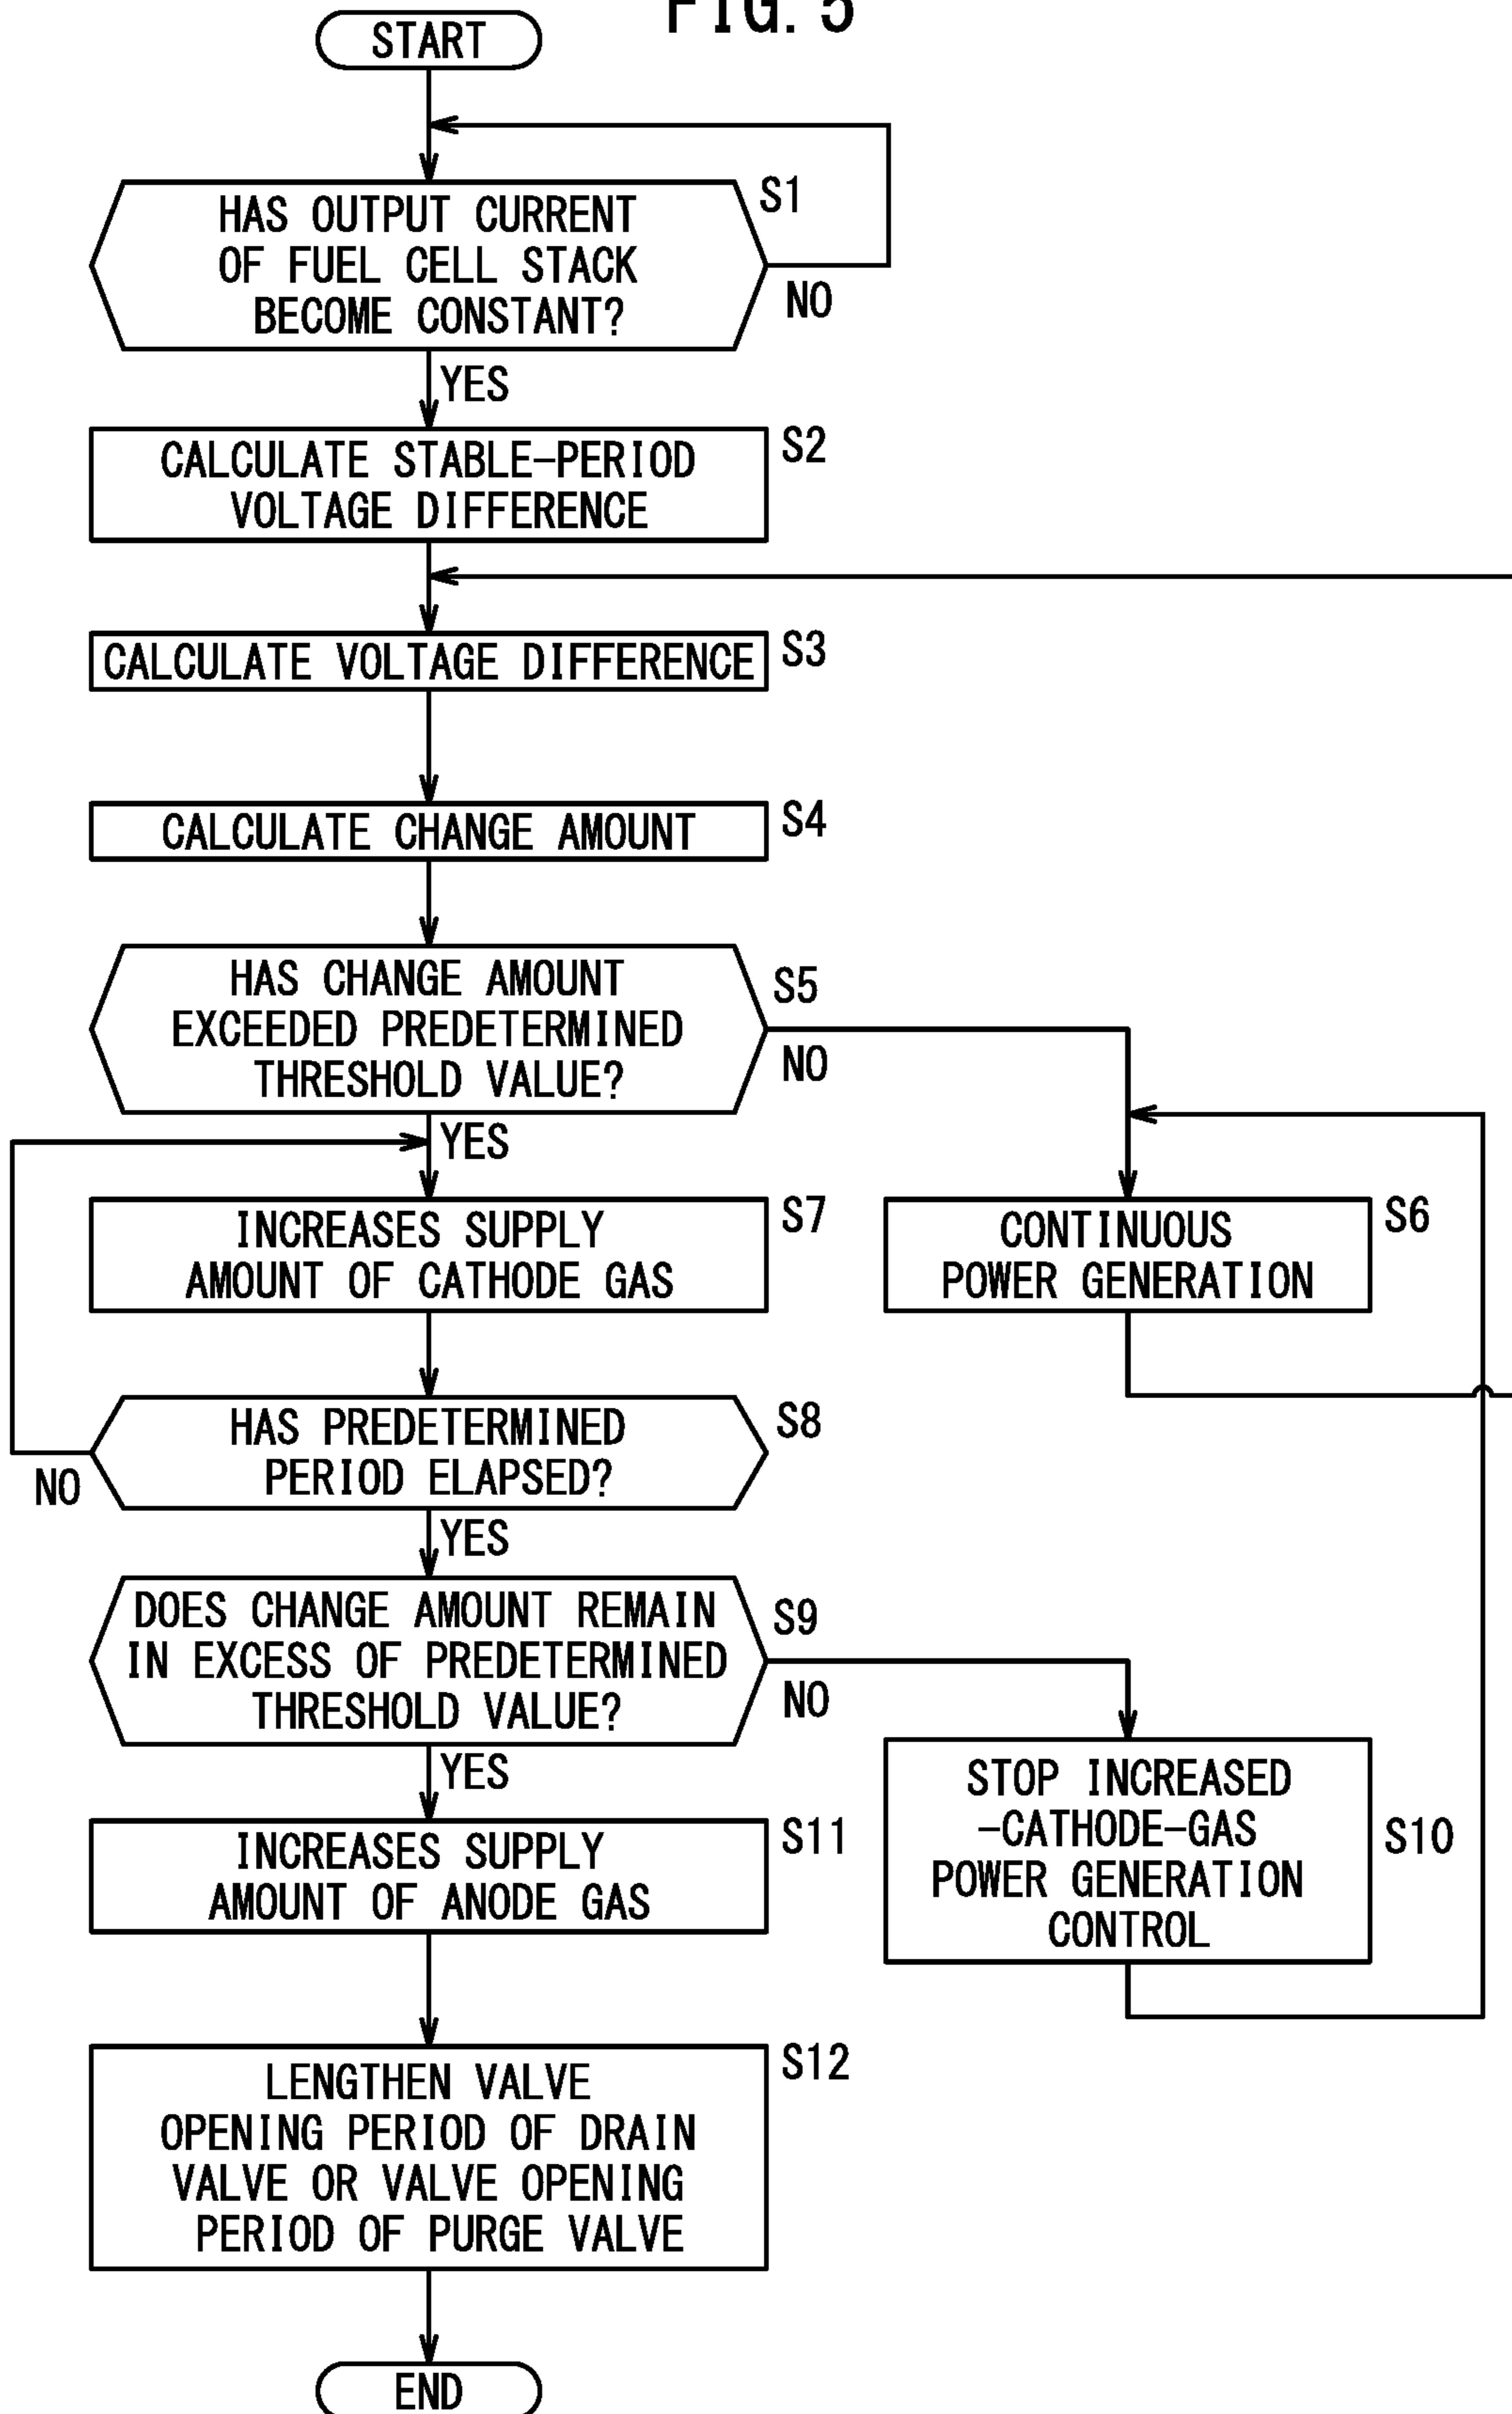 FIG. 5
START
HAS OUTPUT CURRENT
OF FUEL CELL STACK
BECOME CONSTANT?
S1
NO
YES
CALCULATE STABLE-PERIOD
VOLTAGE DIFFERENCE
S2
CALCULATE VOLTAGE DIFFERENCE
S3
CALCULATE CHANGE AMOUNT
S4
HAS CHANGE AMOUNT
EXCEEDED PREDETERMINED
THRESHOLD VALUE?
S5
NO
YES
INCREASES SUPPLY
AMOUNT OF CATHODE GAS
S7
CONTINUOUS
POWER GENERATION
S6
HAS PREDETERMINED
PERIOD ELAPSED?
S8
NO
YES
DOES CHANGE AMOUNT REMAIN
IN EXCESS OF PREDETERMINED
THRESHOLD VALUE?
S9
NO
YES
STOP INCREASED
-CATHODE-GAS
POWER GENERATION
CONTROL
S10
INCREASES SUPPLY
AMOUNT OF ANODE GAS
S11
LENGTHEN VALVE
OPENING PERIOD OF DRAIN
VALVE OR VALVE OPENING
PERIOD OF PURGE VALVE
S12
END